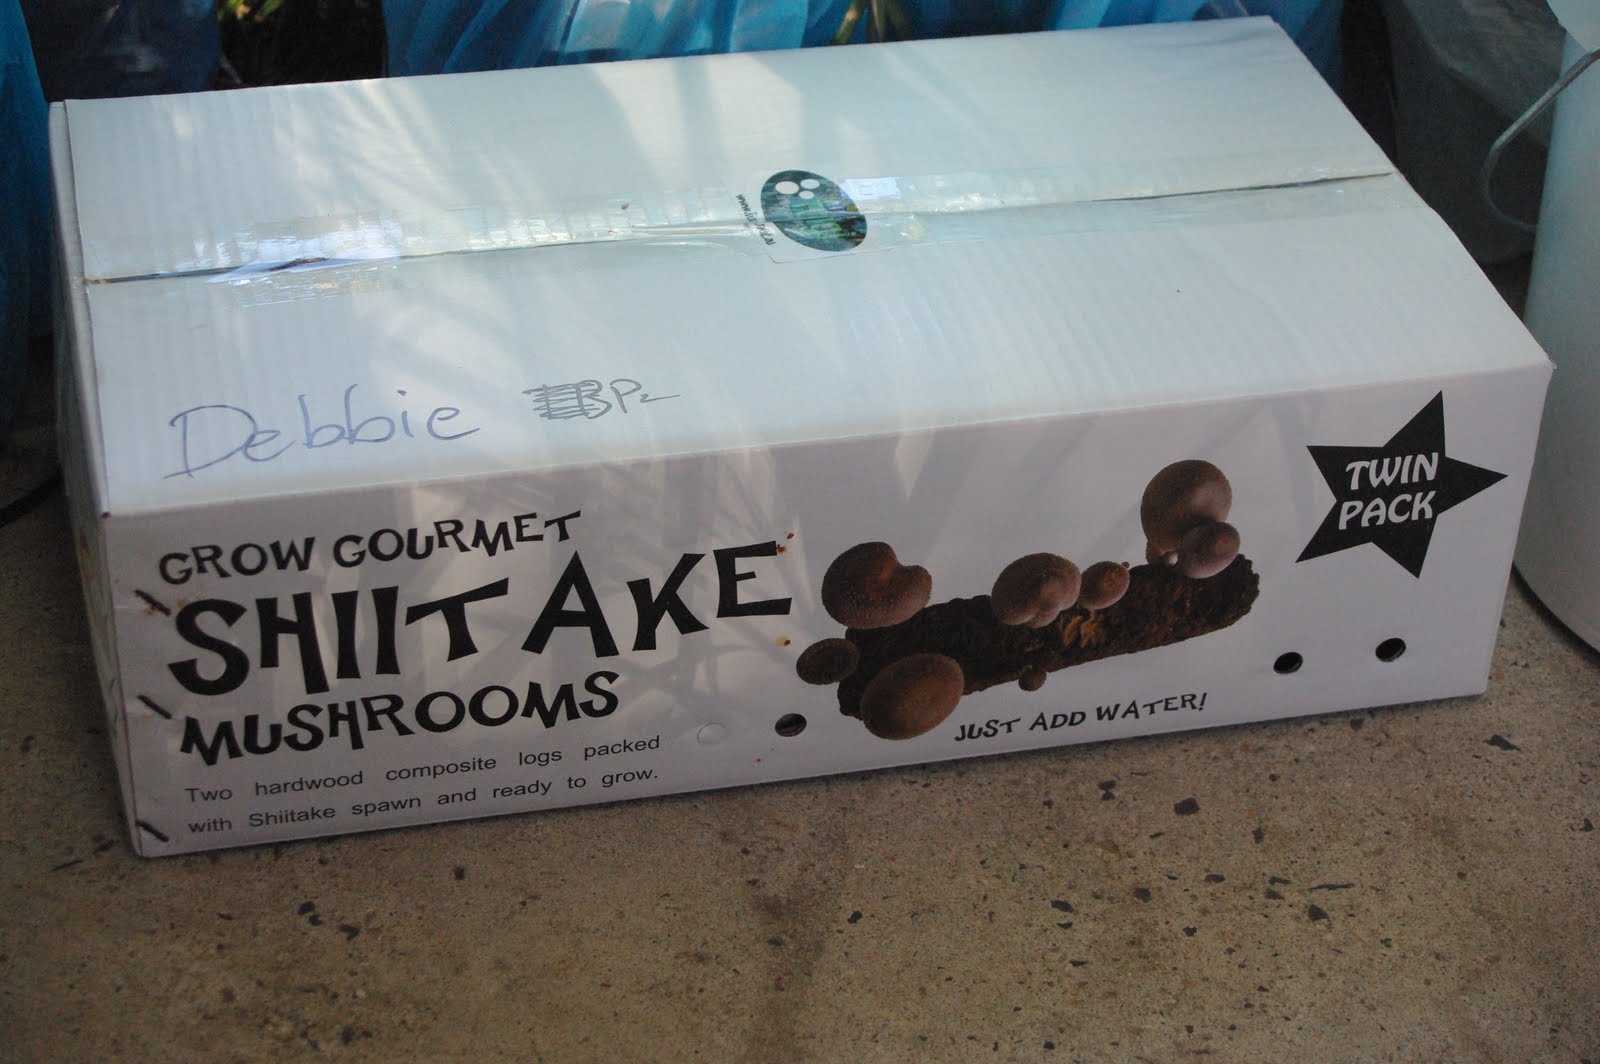 Debbie
GROW GOURMET
SHIITAKE
MUSHROOMS
Two hardwood composite logs packed
with Shiitake spawn and ready to grow.
JUST ADD WATER!
TWIN
PACK